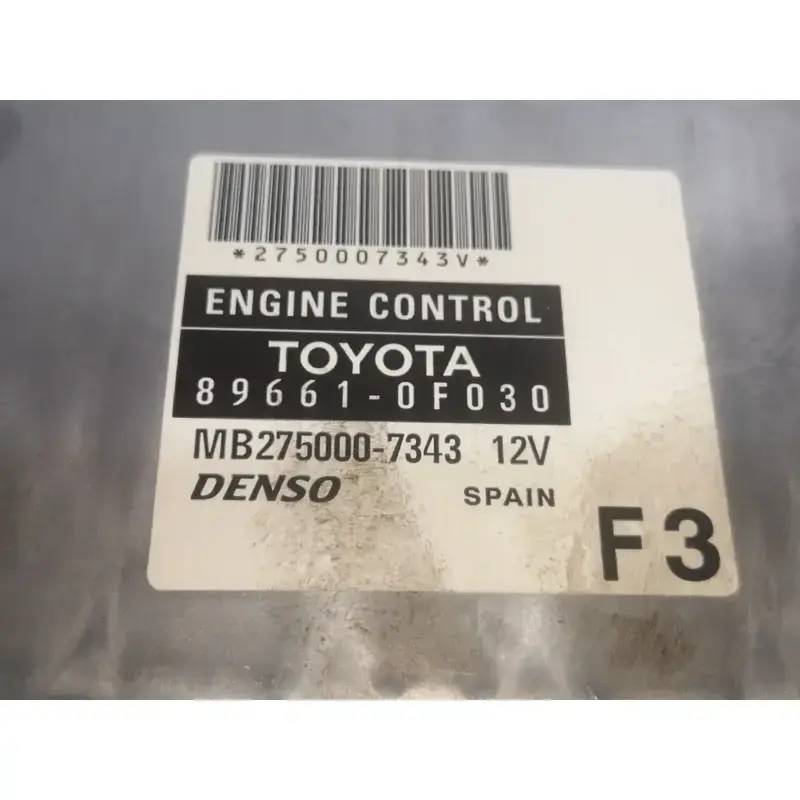 *2750007343V*
ENGINE CONTROL
TOYOTA
89661-0F030
MB275000-7343 12V
DENSO SPAIN
F3